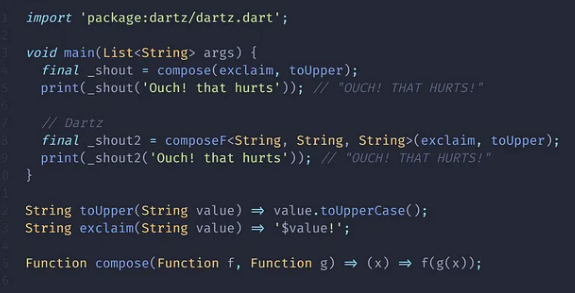 import 'package:dartz/dartz.dart';
void main(List<String> args) {
final _shout = compose(exclaim, toUpper);
print(_shout('Ouch! that hurts')); // "OUCH! THAT HURTS!"
// Dartz
final _shout2 = composeF<String, String, String>(exclaim, toUpper);
print(_shout2('Ouch! that hurts')); // "OUCH! THAT HURTS!"
}
String toUpper(String value) => value.toUpperCase();
String exclaim(String value) => '$value!';
Function compose(Function f, Function g) => (x) => f(g(x));